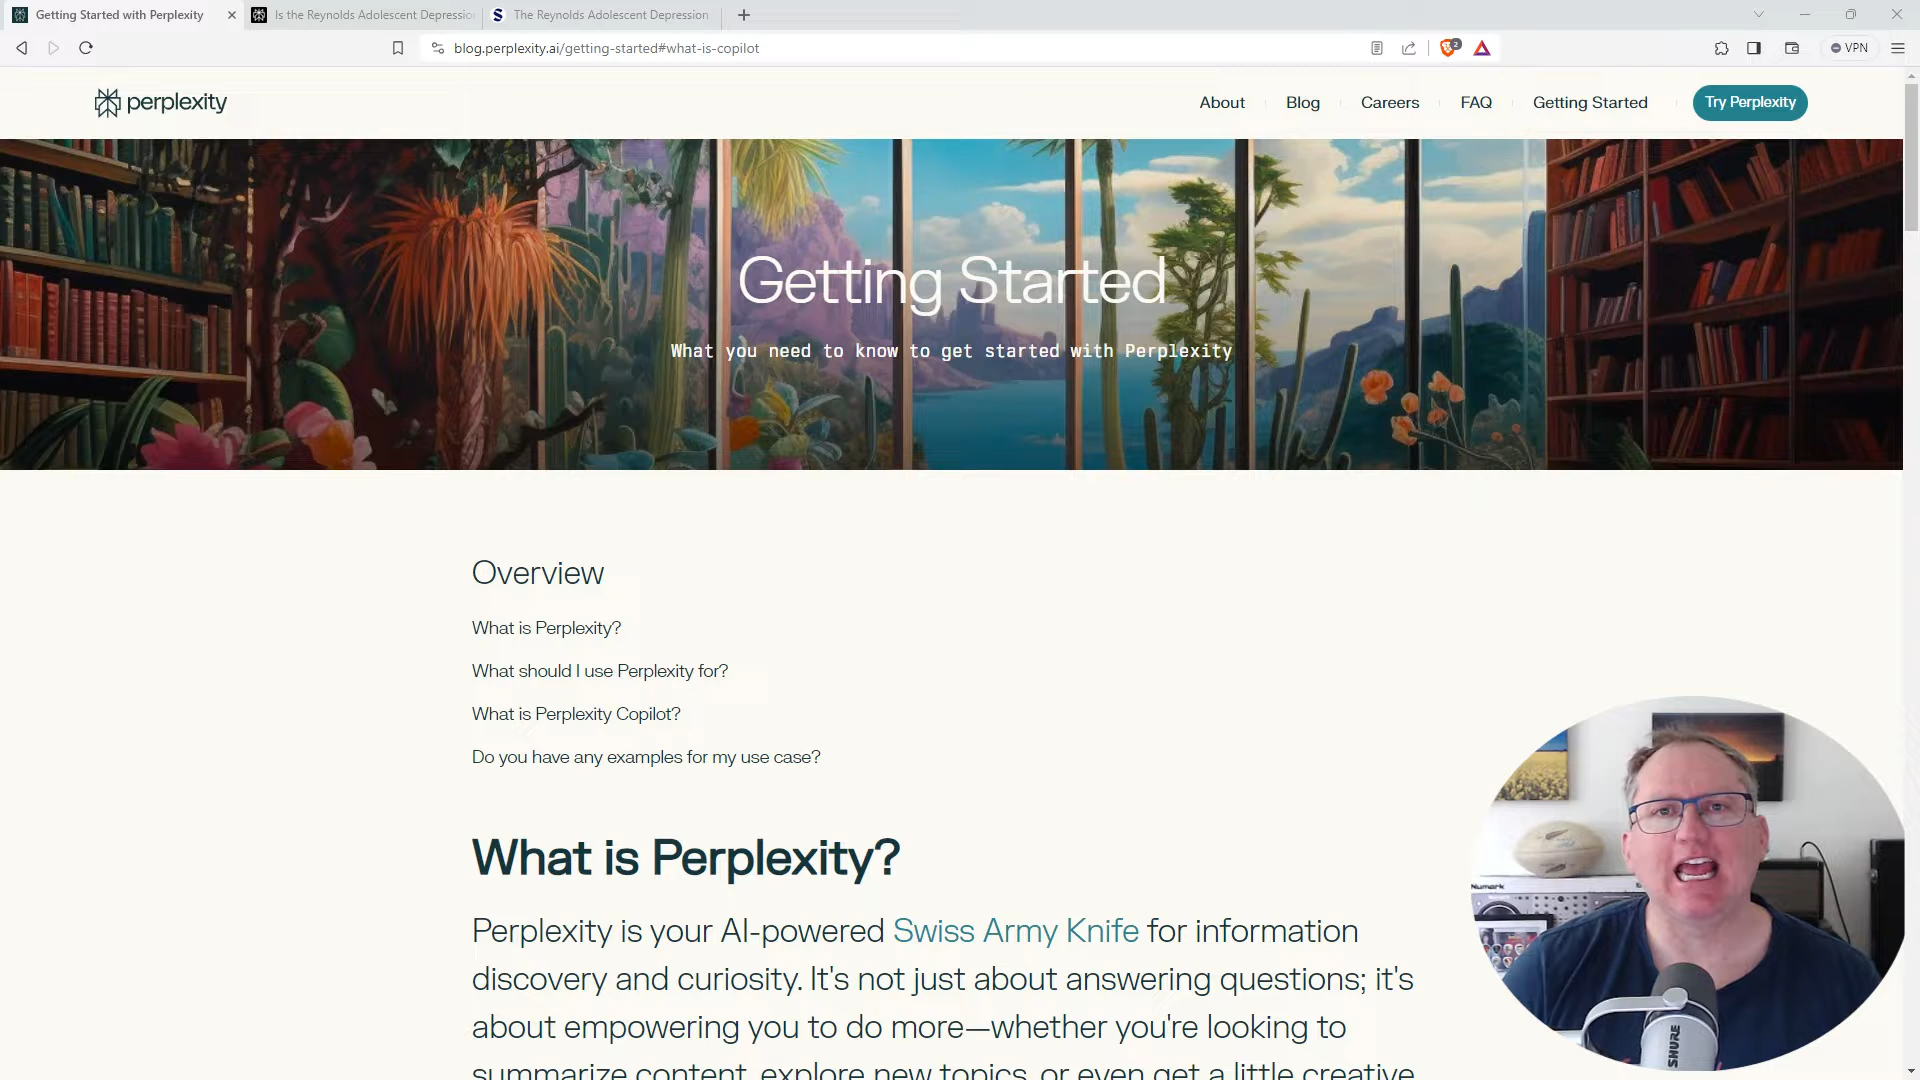 Getting Started with Perplexity
Is the Reynolds Adolescent Depressio
The Reynolds Adolescent Depression
blog.perplexity.ai/getting-started#what-is-copilot
2
VPN
perplexity
About
Blog
Careers
FAQ
Getting Started
Try Perplexity
Getting Started
What you need to know to get started with Perplexity
Overview
What is Perplexity?
What should I use Perplexity for?
What is Perplexity Copilot?
Do you have any examples for my use case?
What is Perplexity?
Perplexity is your AI-powered Swiss Army Knife for information
discovery and curiosity. It's not just about answering questions; it's
about empowering you to do more—whether you're looking to
summarize content, explore new topics, or even get a little creative
Numark
SHURE